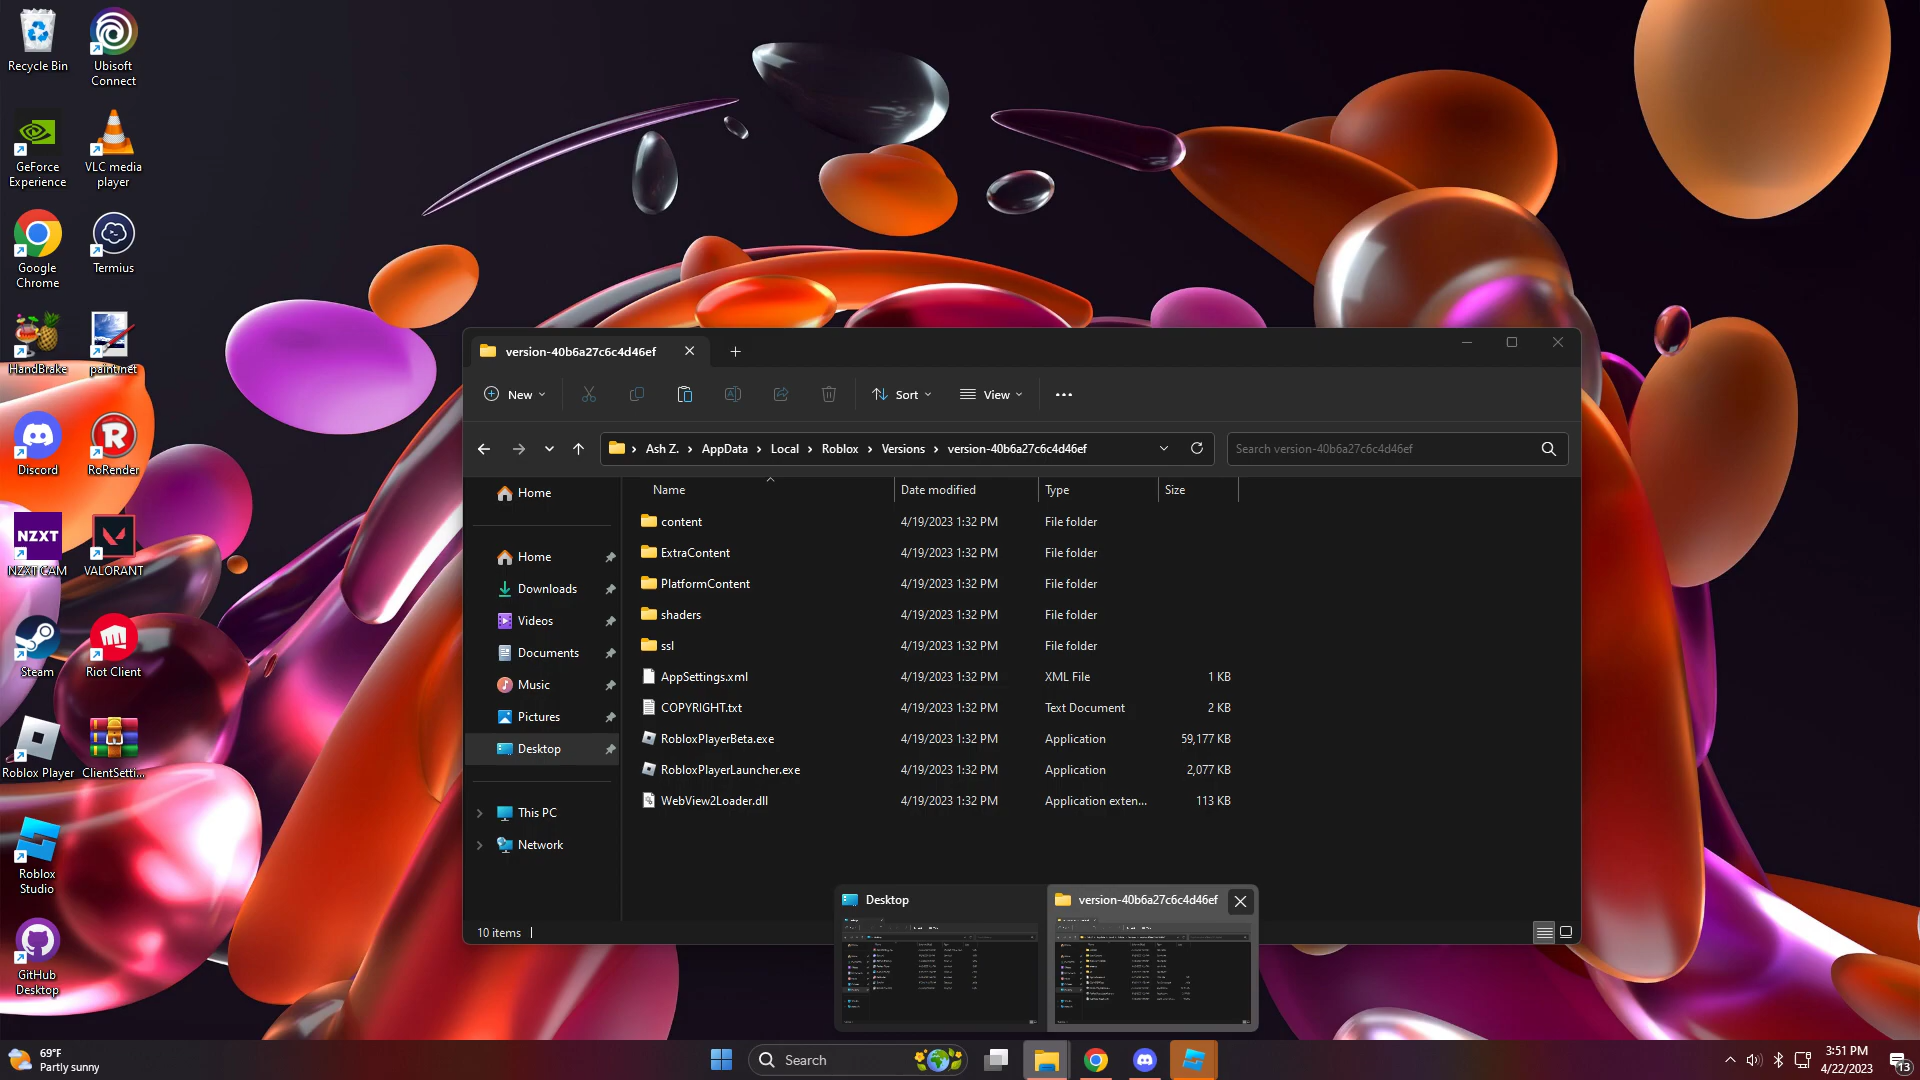 Recycle Bin
Ubisoft
Connect
GeForce
Experience
VLC media
player
Google
Chrome
Termius
HandBrake
paint.net
Discord
RoRender
NZXT
NZXT CAM
VALORANT
Steam
Riot Client
Roblox Player
ClientSetti...
Roblox
Studio
GitHub
Desktop
version-40b6a27c6c4d46ef
New
Sort
View
Ash Z. > AppData > Local > Roblox > Versions > version-40b6a27c6c4d46ef
Search version-40b6a27c6c4d46ef
Home
Home
Downloads
Videos
Documents
Music
Pictures
Desktop
This PC
Network
Name Date modified Type Size
content 4/19/2023 1:32 PM File folder
ExtraContent 4/19/2023 1:32 PM File folder
PlatformContent 4/19/2023 1:32 PM File folder
shaders 4/19/2023 1:32 PM File folder
ssl 4/19/2023 1:32 PM File folder
AppSettings.xml 4/19/2023 1:32 PM XML File 1 KB
COPYRIGHT.txt 4/19/2023 1:32 PM Text Document 2 KB
RobloxPlayerBeta.exe 4/19/2023 1:32 PM Application 59,177 KB
RobloxPlayerLauncher.exe 4/19/2023 1:32 PM Application 2,077 KB
WebView2Loader.dll 4/19/2023 1:32 PM Application exten... 113 KB
10 items
Desktop
version-40b6a27c6c4d46ef
69°F
Partly sunny
Search
3:51 PM
4/22/2023
13